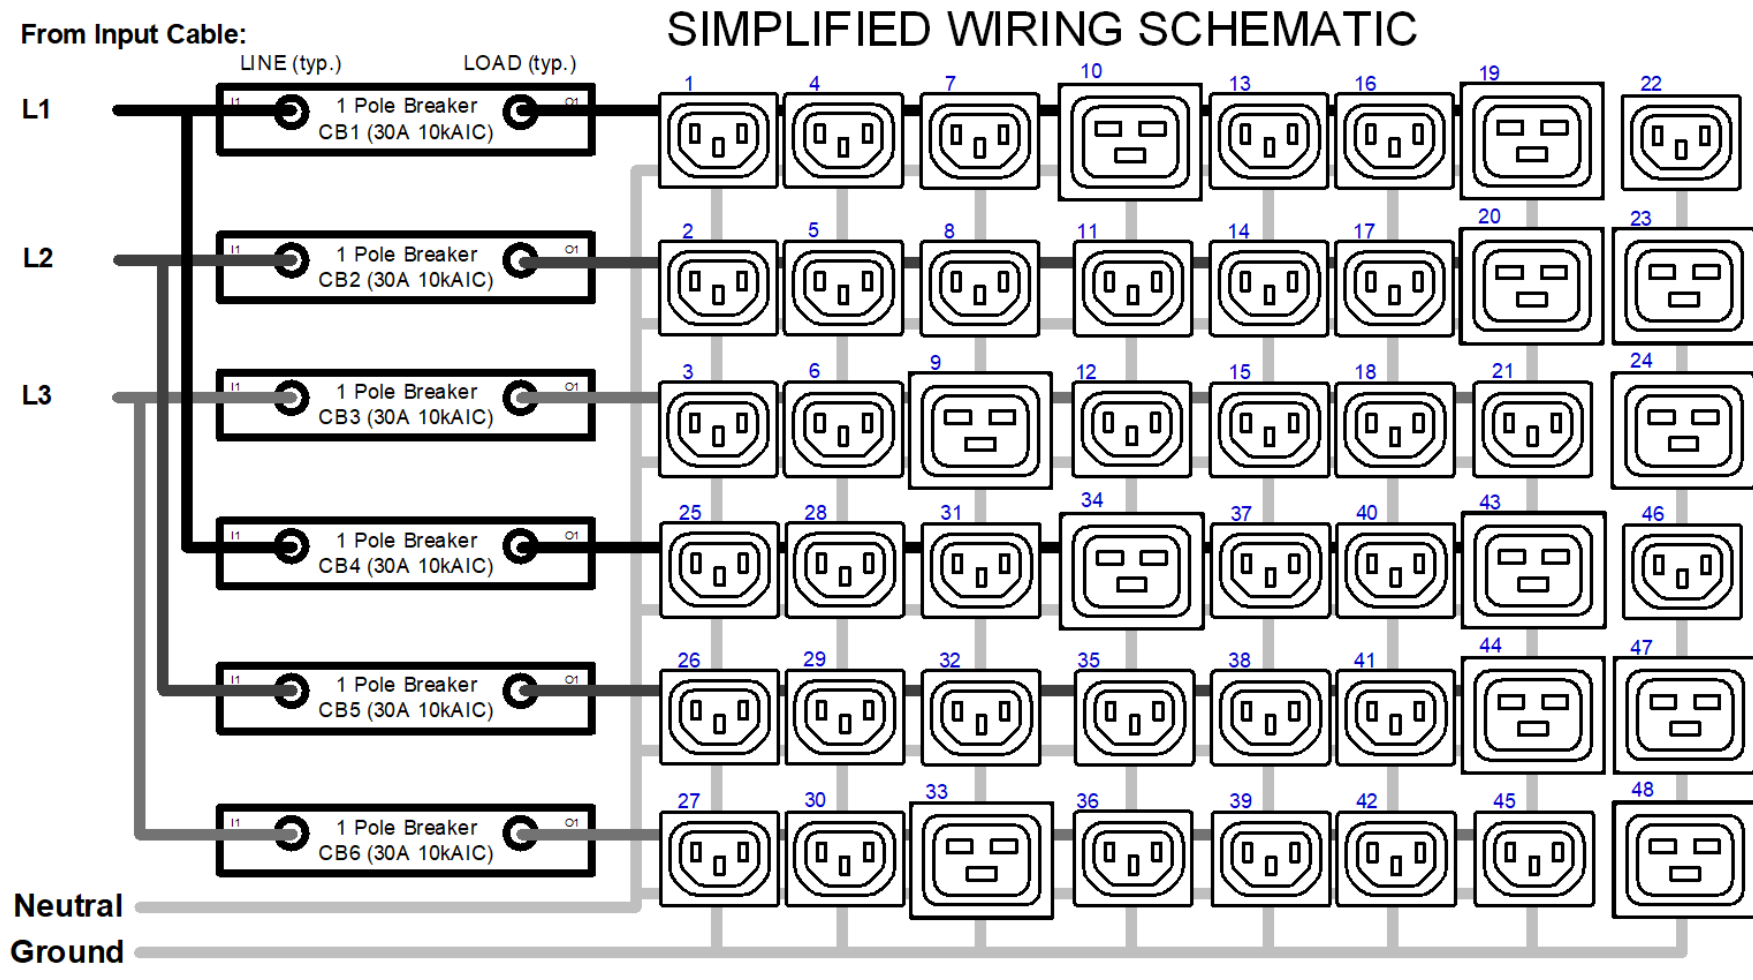 SIMPLIFIED WIRING SCHEMATIC
From Input Cable:
LINE (typ.) LOAD (typ.)
L1
I1 1 Pole Breaker O1
CB1 (30A 10kAIC)
1 4 7 10 13 16 19 22
L2
I1 1 Pole Breaker O1
CB2 (30A 10kAIC)
2 5 8 11 14 17 20 23
L3
I1 1 Pole Breaker O1
CB3 (30A 10kAIC)
3 6 9 12 15 18 21 24
I1 1 Pole Breaker O1
CB4 (30A 10kAIC)
25 28 31 34 37 40 43 46
I1 1 Pole Breaker O1
CB5 (30A 10kAIC)
26 29 32 35 38 41 44 47
I1 1 Pole Breaker O1
CB6 (30A 10kAIC)
27 30 33 36 39 42 45 48
Neutral
Ground